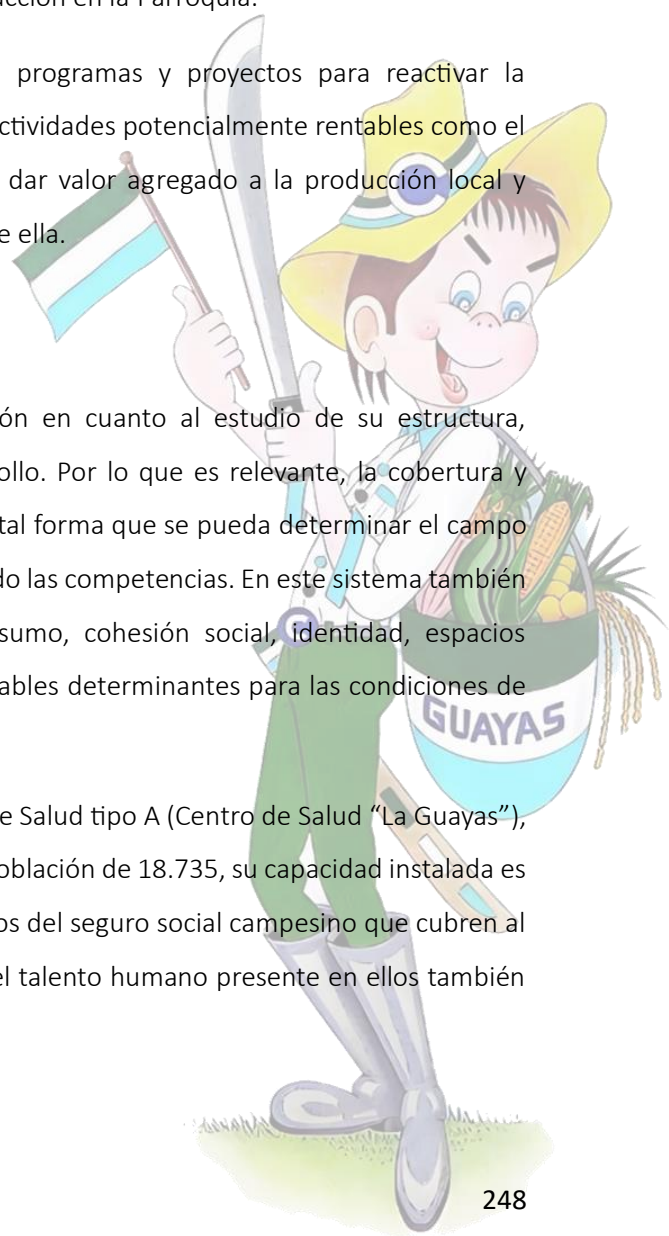 ucción en la Parroquia.
programas y proyectos para reactivar la
ctividades potencialmente rentables como el
dar valor agregado a la producción local y
e ella.
ón en cuanto al estudio de su estructura,
ollo. Por lo que es relevante, la cobertura y
tal forma que se pueda determinar el campo
do las competencias. En este sistema también
sumo, cohesión social, identidad, espacios
ables determinantes para las condiciones de
GUAYAS
e Salud tipo A (Centro de Salud “La Guayas”),
oblación de 18.735, su capacidad instalada es
os del seguro social campesino que cubren al
el talento humano presente en ellos también
248